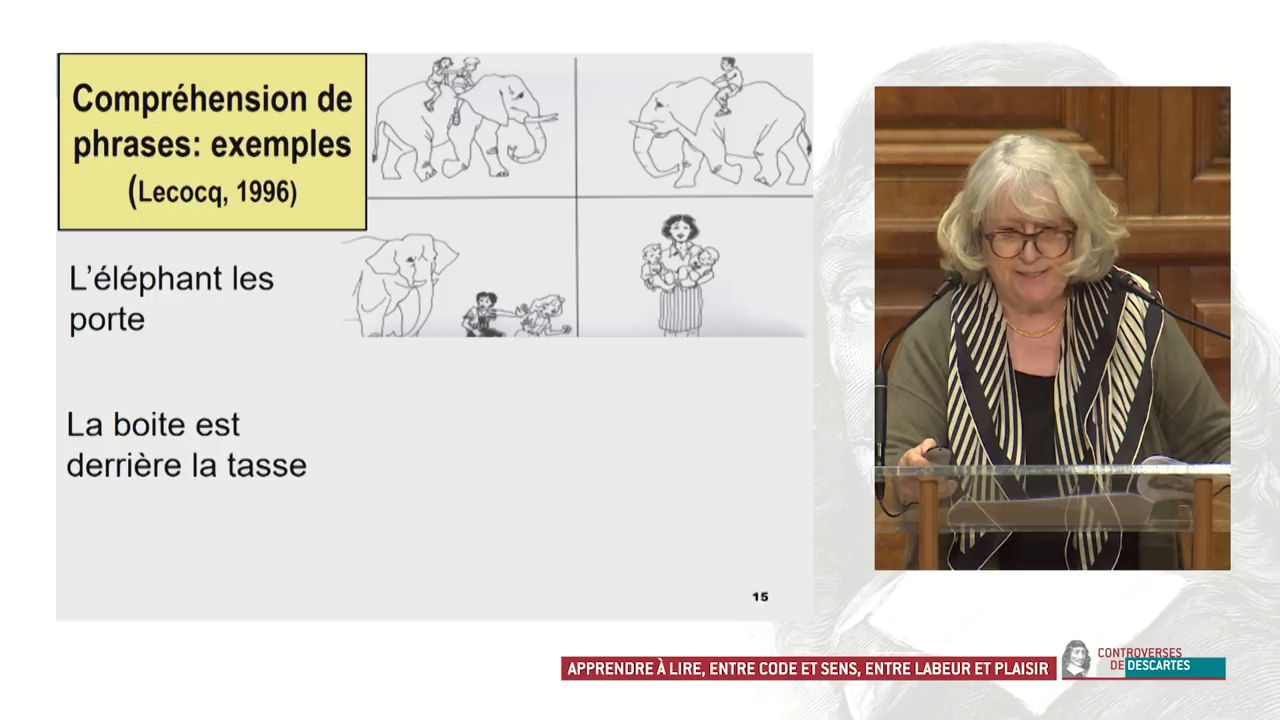 Compréhension de
phrases: exemples
(Lecocq, 1996)
L’éléphant les
porte
La boite est
derrière la tasse
15
APPRENDRE À LIRE, ENTRE CODE ET SENS, ENTRE LABEUR ET PLAISIR
CONTROVERSES
DE DESCARTES